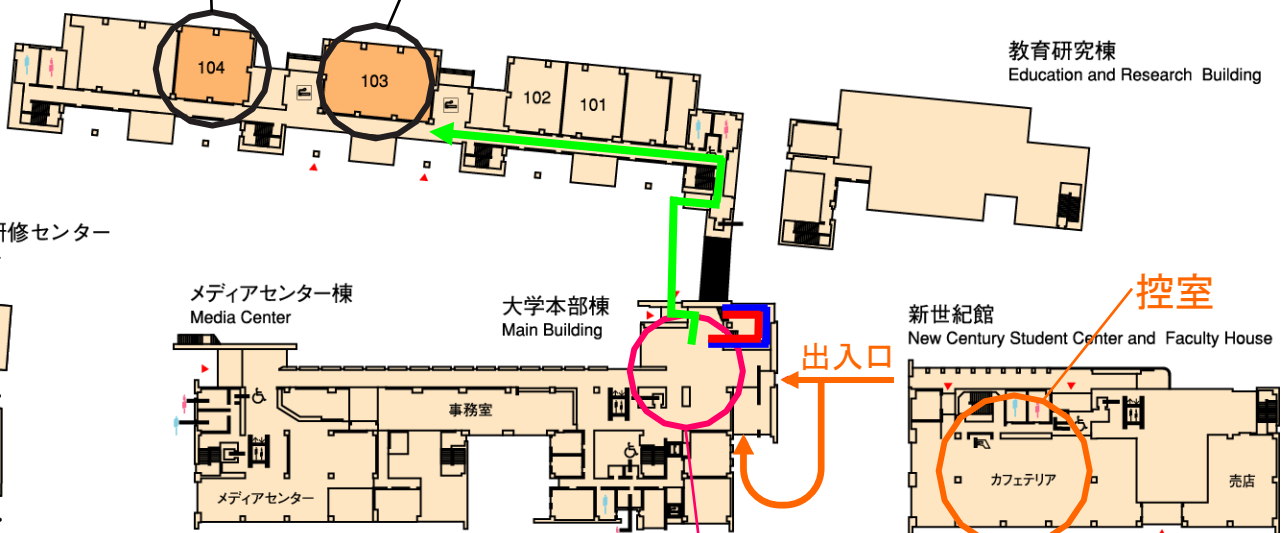 104
103
102
101
教育研究棟
Education and Research Building
修センター
メディアセンター棟
Media Center
大学本部棟
Main Building
控室
新世紀館
New Century Student Center and Faculty House
出入口
事務室
メディアセンター
カフェテリア
売店